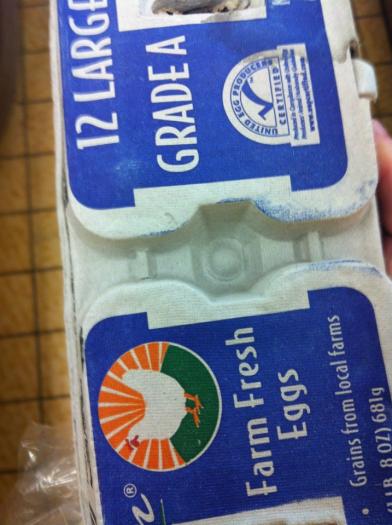 12 LARGE
GRADE A
UNITED EGG PRODUCERS
CERTIFIED
®
Farm Fresh
Eggs
• Grains from local farms
8 OZ) 681g